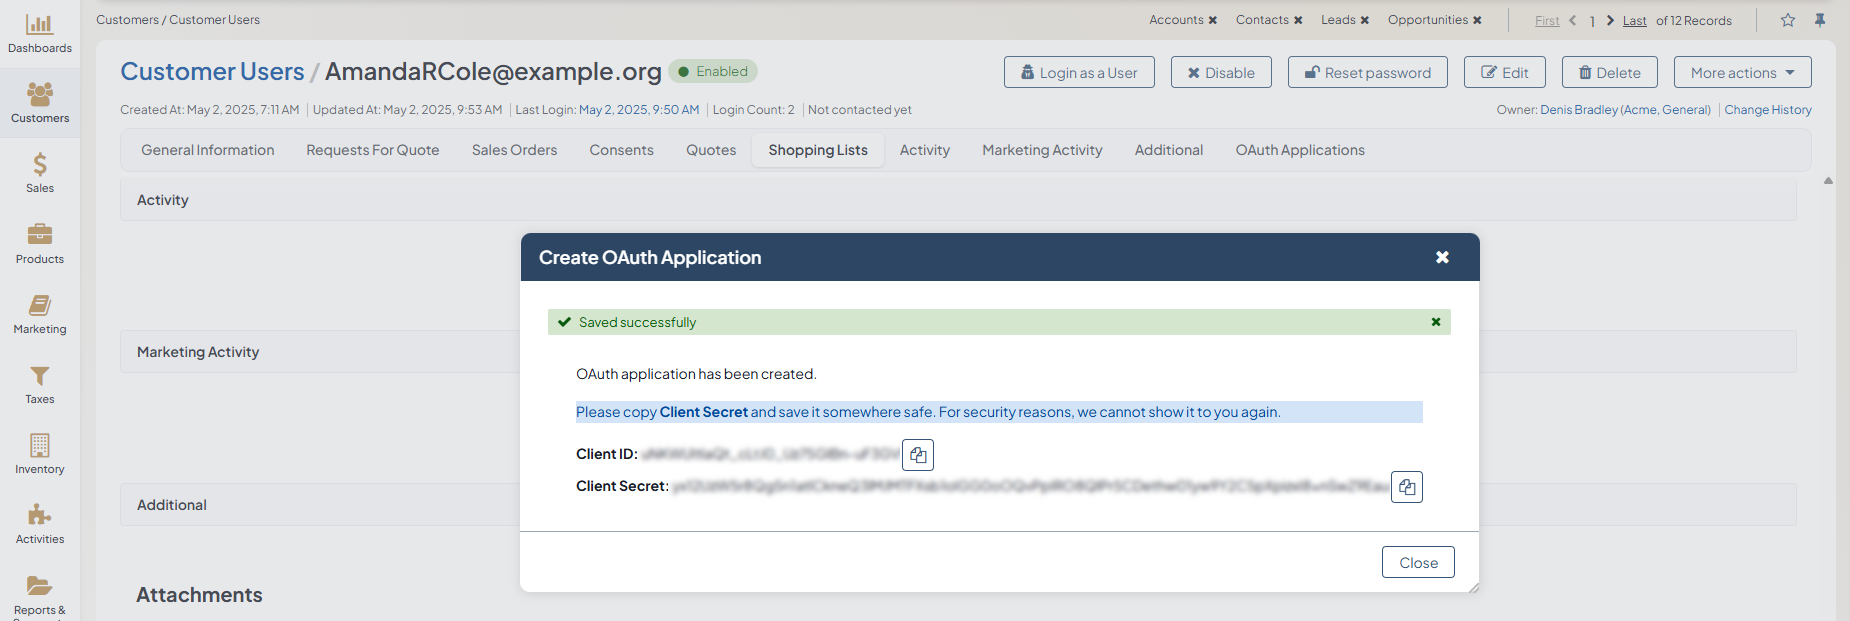 Dashboards
Customers
Sales
Products
Marketing
Taxes
Inventory
Activities
Reports &
Customers / Customer Users
Accounts Contacts Leads Opportunities First 1 Last of 12 Records
Customer Users / AmandaRCole@example.org Enabled
Login as a User Disable Reset password Edit Delete More actions
Created At: May 2, 2025, 7:11 AM Updated At: May 2, 2025, 9:53 AM Last Login: May 2, 2025, 9:50 AM Login Count: 2 Not contacted yet
Owner: Denis Bradley (Acme, General) Change History
General Information Requests For Quote Sales Orders Consents Quotes Shopping Lists Activity Marketing Activity Additional OAuth Applications
Activity
Marketing Activity
Additional
Attachments
Create OAuth Application
Saved successfully
OAuth application has been created.
Please copy Client Secret and save it somewhere safe. For security reasons, we cannot show it to you again.
Client ID:
Client Secret:
Close